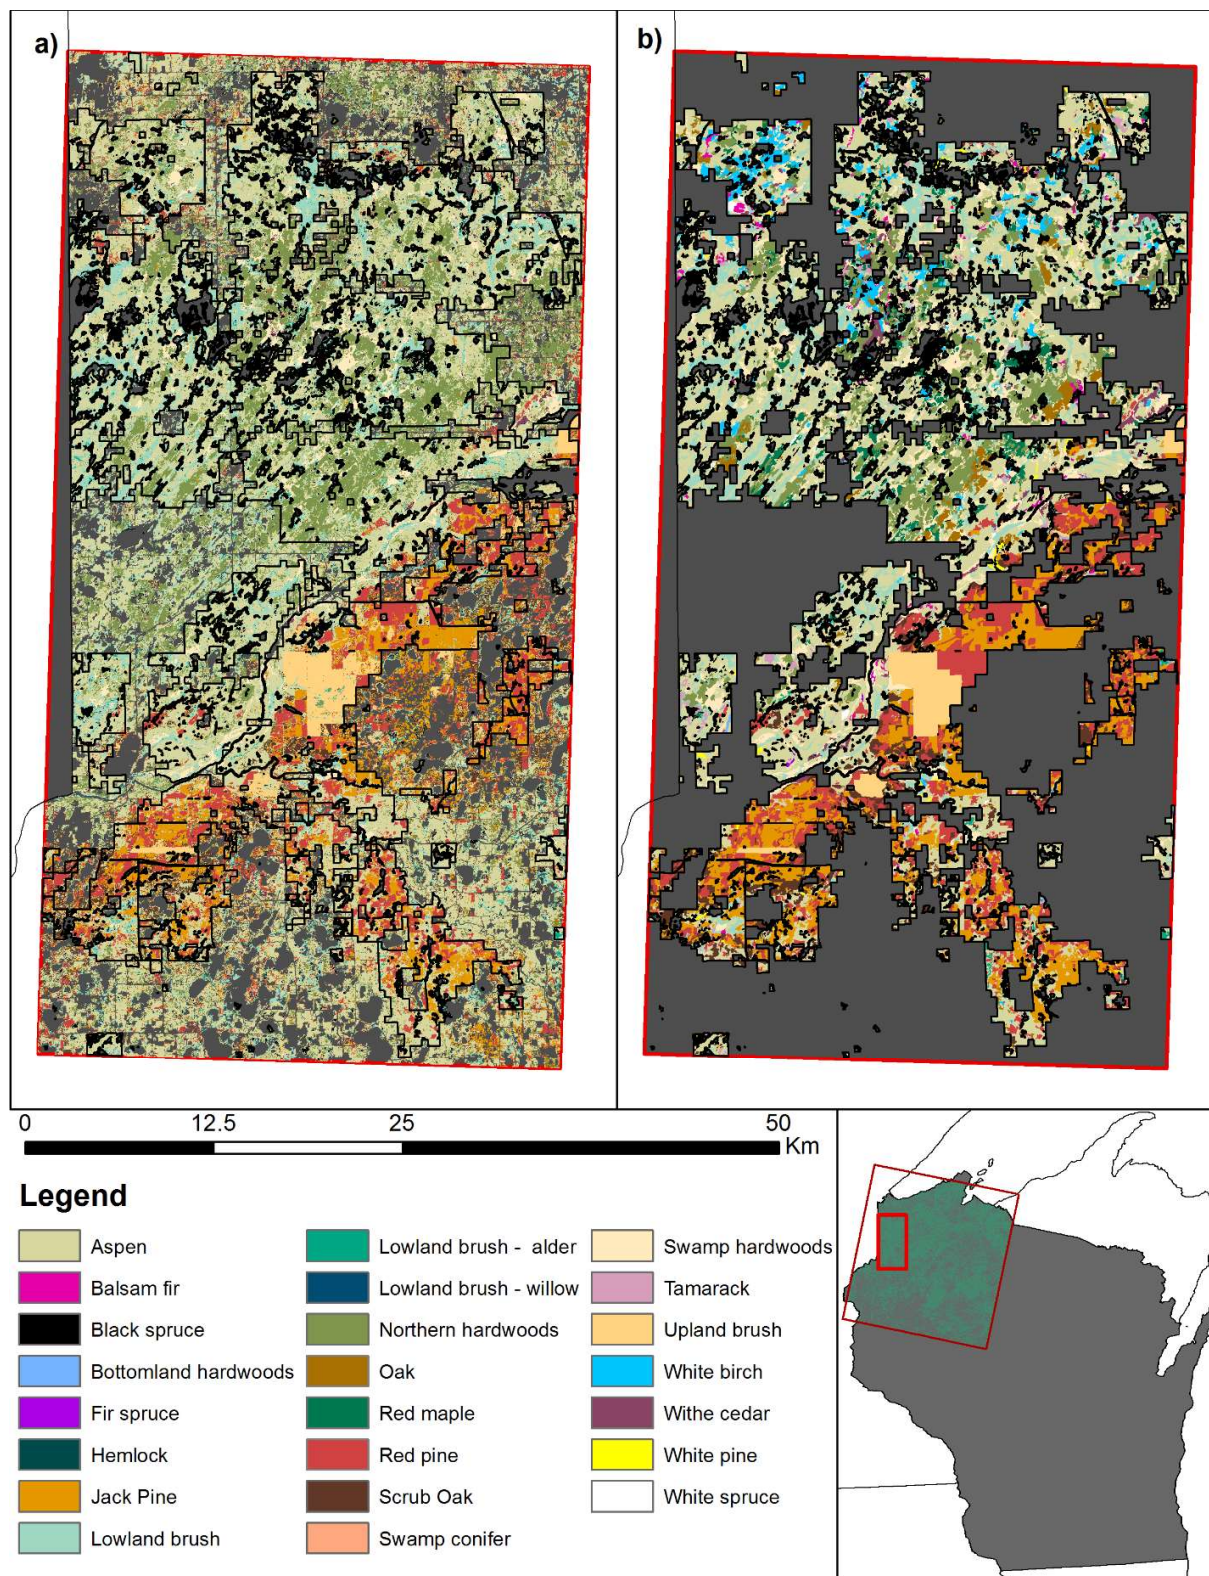 a)
b)
0 12.5 25 50
Km
Legend
Aspen
Balsam fir
Black spruce
Bottomland hardwoods
Fir spruce
Hemlock
Jack Pine
Lowland brush
Lowland brush - alder
Lowland brush - willow
Northern hardwoods
Oak
Red maple
Red pine
Scrub Oak
Swamp conifer
Swamp hardwoods
Tamarack
Upland brush
White birch
Withe cedar
White pine
White spruce